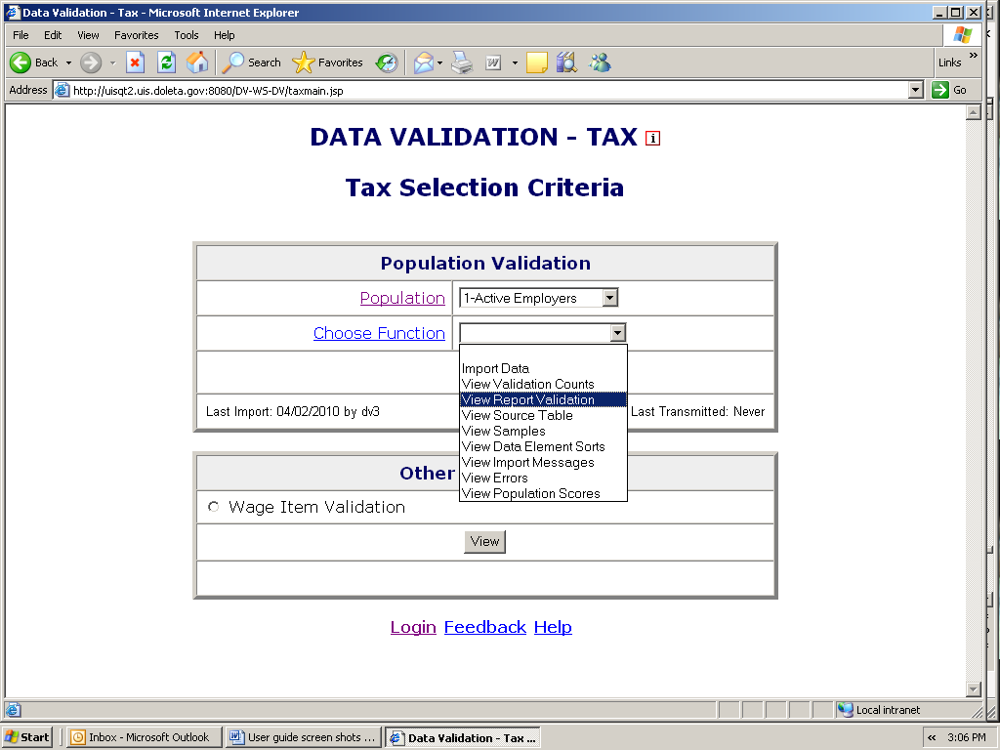 Data Validation - Tax - Microsoft Internet Explorer
File Edit View Favorites Tools Help
Back Search Favorites Links »
Address http://uisqt2.uis.doleta.gov:8080/DV-WS-DV/taxmain.jsp Go
DATA VALIDATION - TAX i
Tax Selection Criteria
Population Validation
Population 1-Active Employers
Choose Function
Import Data
View Validation Counts
View Report Validation
View Source Table
View Samples
View Data Element Sorts
View Import Messages
View Errors
View Population Scores
Last Import: 04/02/2010 by dv3 Last Transmitted: Never
Other
Wage Item Validation
View
Login Feedback Help
Local intranet
Start Inbox - Microsoft Outlook User guide screen shots ... Data Validation - Tax ... « 3:06 PM